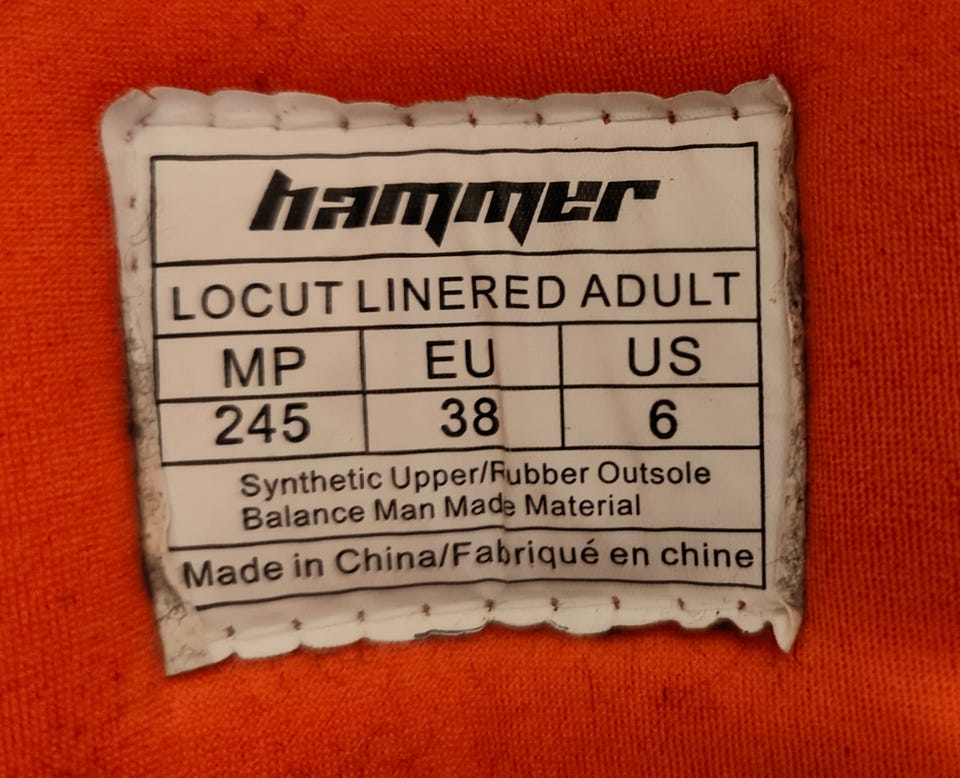 hammer
LOCUT LINERED ADULT
MP EU US
245 38 6
Synthetic Upper/Rubber Outsole
Balance Man Made Material
Made in China/Fabriqué en chine